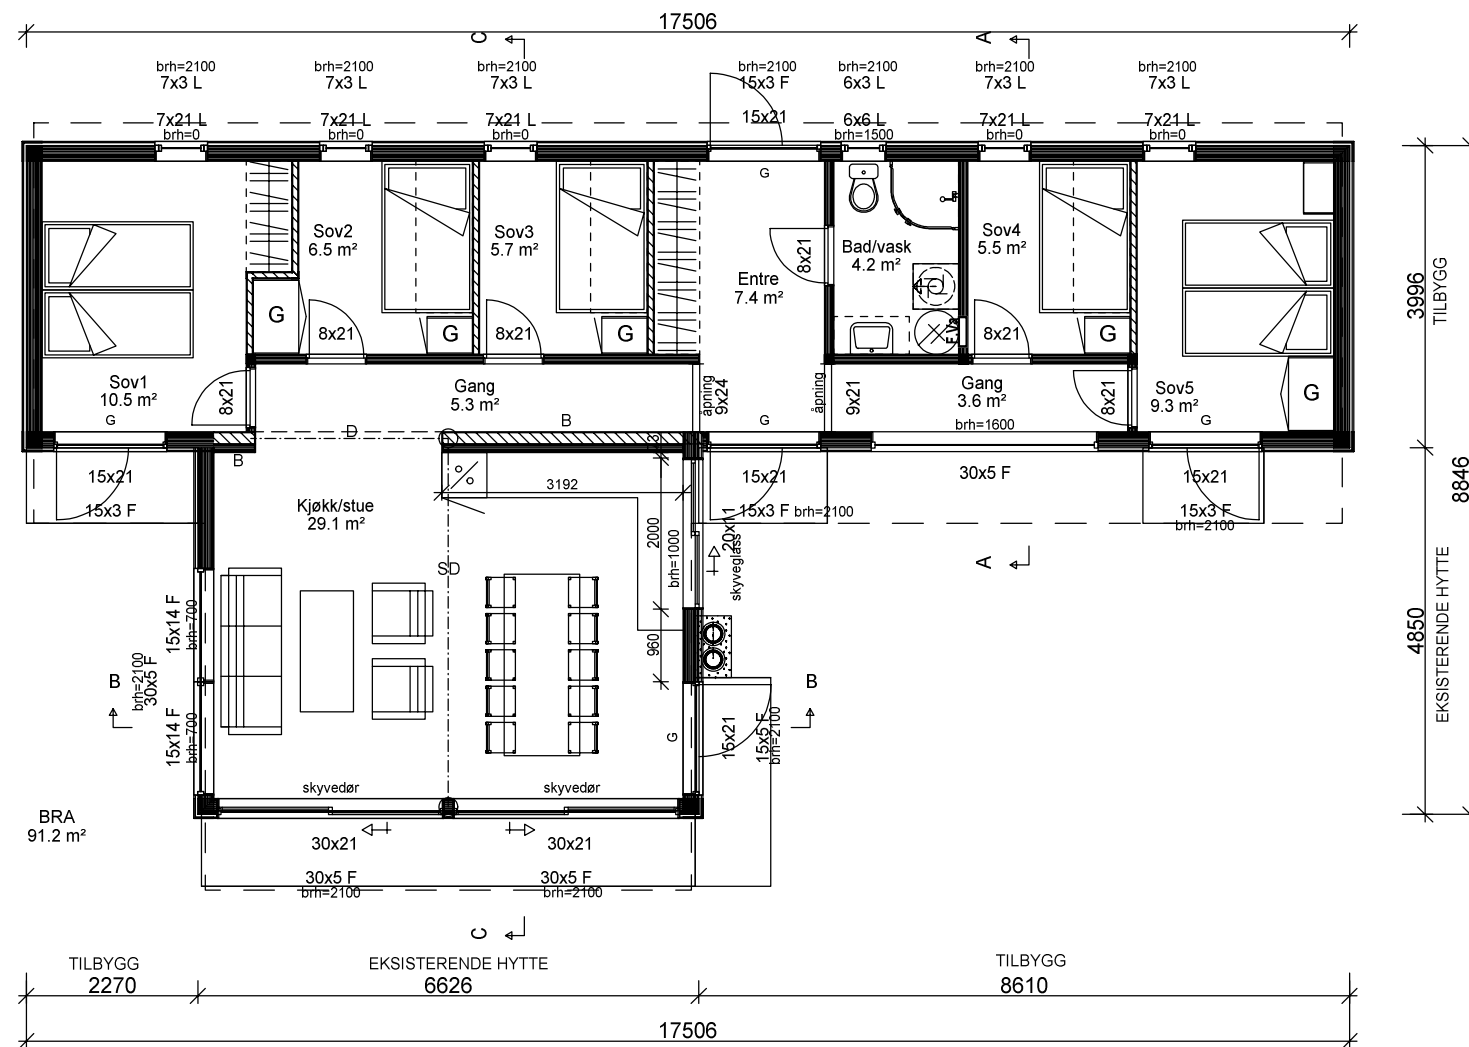 17506
C
A
brh=2100
7x3 L
brh=2100
7x3 L
brh=2100
7x3 L
brh=2100
15x3 F
brh=2100
6x3 L
brh=2100
7x3 L
brh=2100
7x3 L
7x21 L
brh=0
7x21 L
brh=0
7x21 L
brh=0
15x21
6x6 L
brh=1500
7x21 L
brh=0
7x21 L
brh=0
G
Sov2
6.5 m²
Sov3
5.7 m²
Entre
7.4 m²
8x21
Bad/vask
4.2 m²
Sov4
5.5 m²
3996
TILBYGG
G
8x21
G
8x21
G
8x21
G
Sov1
10.5 m²
G
8x21
Gang
5.3 m²
åpning
9x24
G
åpning
9x21
Gang
3.6 m²
brh=1600
8x21
Sov5
9.3 m²
G
G
B
D
B
15x21
15x3 F
Kjøkk/stue
29.1 m²
3192
15x21
15x3 F
brh=2100
30x5 F
15x21
15x3 F
brh=2100
8846
2000
brh=1000
20x11
skyveglass
A
A
SD
15x14 F
brh=700
brh=2100
30x5 F
960
4850
EKSISTERENDE HYTTE
B
B
15x14 F
brh=700
G
15x21
15x5 F
brh=2100
skyvedør
skyvedør
BRA
91.2 m²
30x21
30x21
30x5 F
brh=2100
30x5 F
brh=2100
C
TILBYGG
2270
EKSISTERENDE HYTTE
6626
TILBYGG
8610
17506